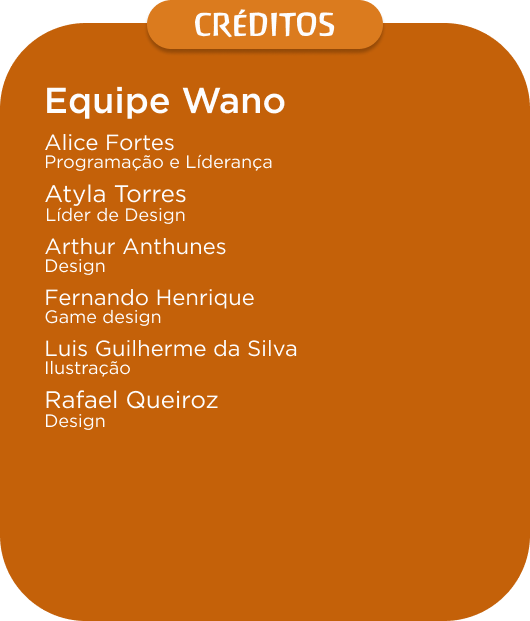 CRÉDITOS
Equipe Wano
Alice Fortes
Programação e Líderança
Atyla Torres
Líder de Design
Arthur Anthunes
Design
Fernando Henrique
Game design
Luis Guilherme da Silva
Ilustração
Rafael Queiroz
Design